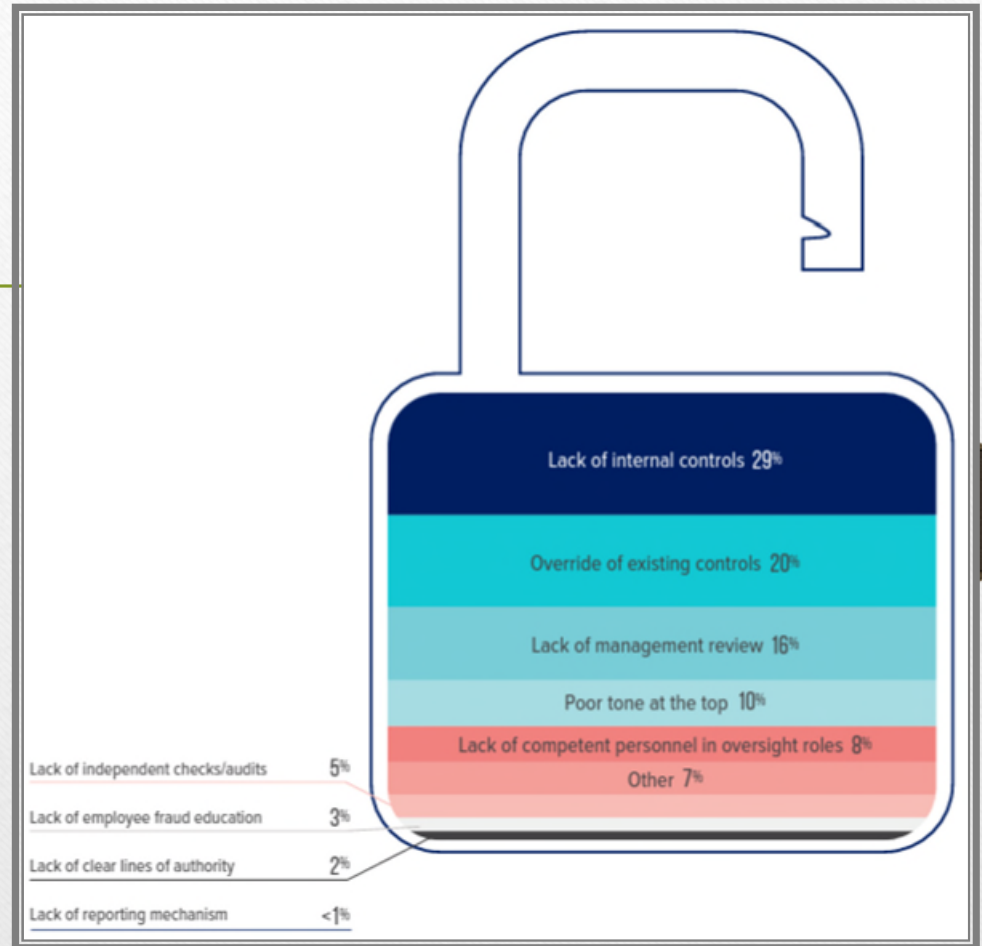 Lack of internal controls 29%
Override of existing controls 20%
Lack of management review 16%
Poor tone at the top 10%
Lack of competent personnel in oversight roles 8%
Other 7%
Lack of independent checks/audits 5%
Lack of employee fraud education 3%
Lack of clear lines of authority 2%
Lack of reporting mechanism <1%